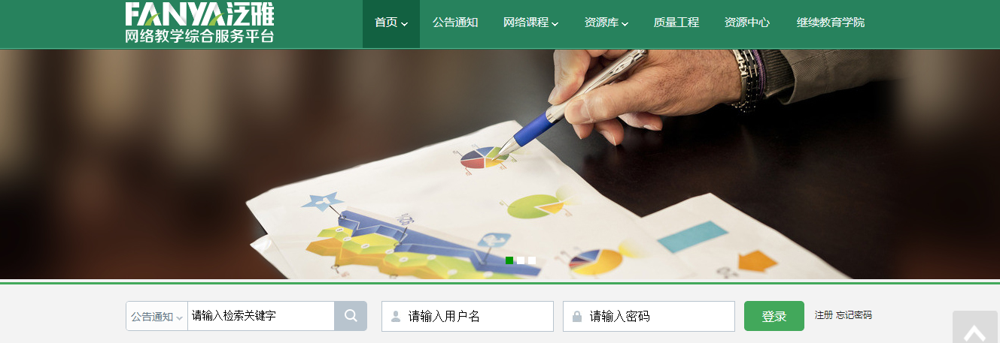 FANYA泛雅
网络教学综合服务平台
首页 公告通知 网络课程 资源库 质量工程 资源中心 继续教育学院
公告通知 请输入检索关键字 请输入用户名 请输入密码 登录 注册 忘记密码